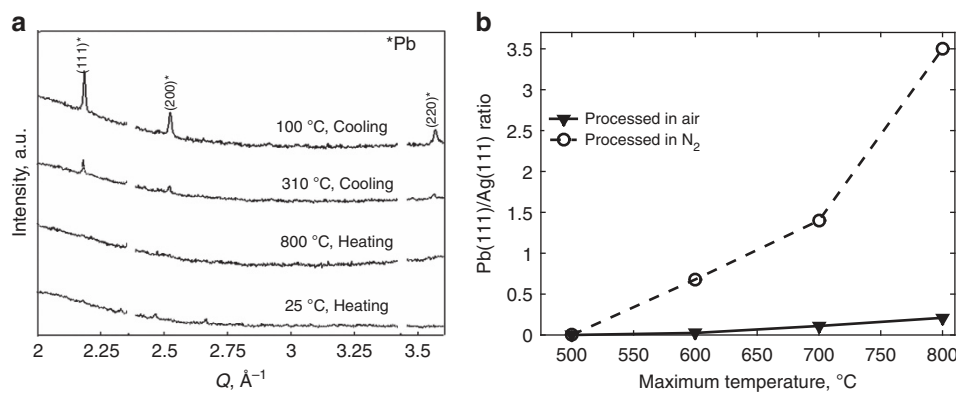 a
*Pb
(111)*
(200)*
(220)*
100 °C, Cooling
310 °C, Cooling
800 °C, Heating
25 °C, Heating
Intensity, a.u.
2 2.25 2.5 2.75 3 3.25 3.5
Q, Å−1
b
Processed in air
Processed in N2
Pb(111)/Ag(111) ratio
3.5
3
2.5
2
1.5
1
0.5
0
500 550 600 650 700 750 800
Maximum temperature, °C